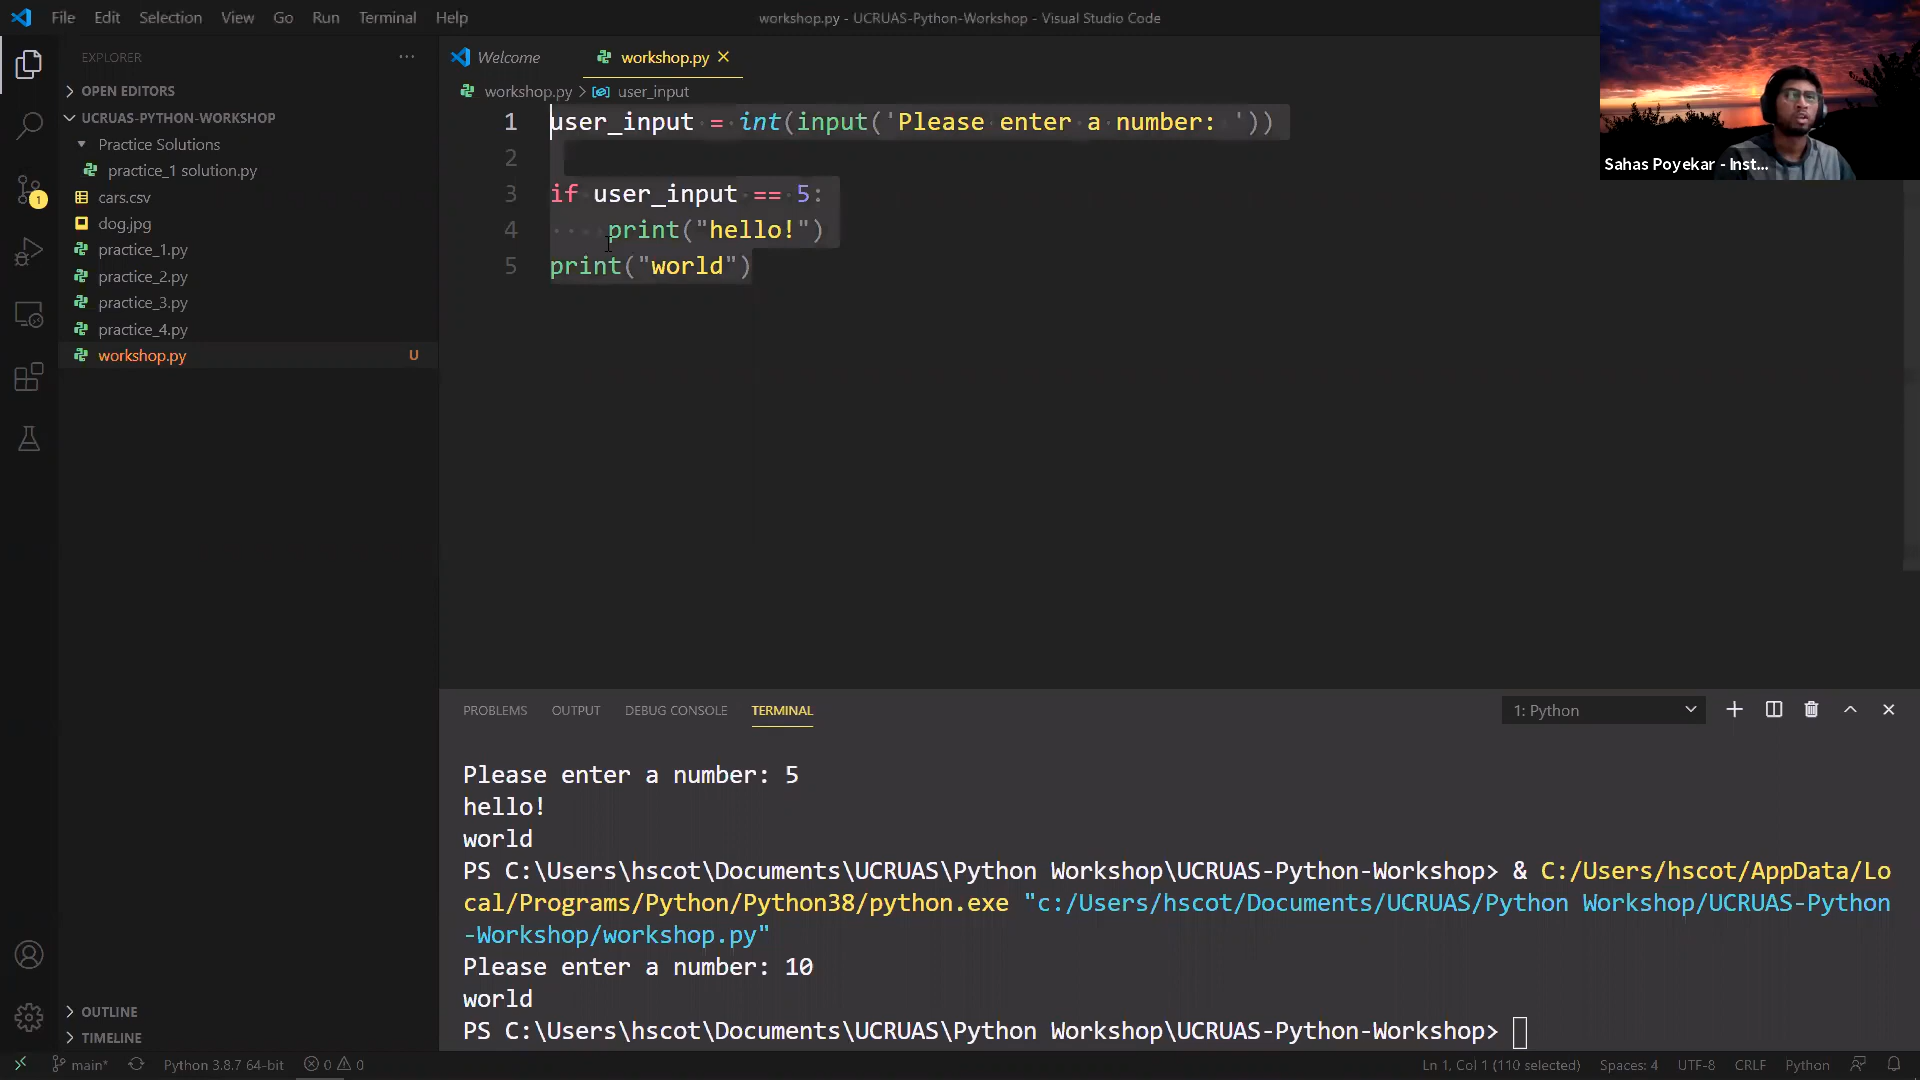 File Edit Selection View Go Run Terminal Help
workshop.py - UCRUAS-Python-Workshop - Visual Studio Code
EXPLORER
OPEN EDITORS
UCRUAS-PYTHON-WORKSHOP
Practice Solutions
practice_1 solution.py
cars.csv
dog.jpg
practice_1.py
practice_2.py
practice_3.py
practice_4.py
workshop.py U
OUTLINE
TIMELINE
1
Welcome workshop.py
workshop.py > user_input
1 user_input = int(input('Please enter a number: '))
2
3 if user_input == 5:
4 print("hello!")
5 print("world")
Sahas Poyekar - Inst...
PROBLEMS OUTPUT DEBUG CONSOLE TERMINAL 1: Python
Please enter a number: 5
hello!
world
PS C:\Users\hscot\Documents\UCRUAS\Python Workshop\UCRUAS-Python-Workshop> & C:/Users/hscot/AppData/Lo
cal/Programs/Python/Python38/python.exe "c:/Users/hscot/Documents/UCRUAS/Python Workshop/UCRUAS-Python
-Workshop/workshop.py"
Please enter a number: 10
world
PS C:\Users\hscot\Documents\UCRUAS\Python Workshop\UCRUAS-Python-Workshop>
main* Python 3.8.7 64-bit 0 0 Ln 1, Col 1 (110 selected) Spaces: 4 UTF-8 CRLF Python